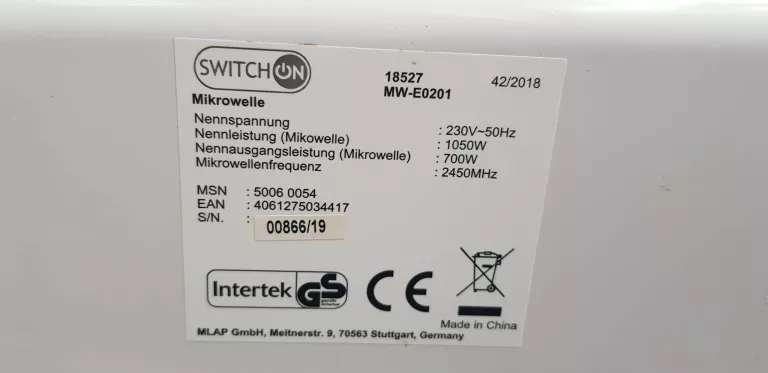 SWITCH ON
18527
42/2018
MW-E0201
Mikrowelle
Nennspannung : 230V~50Hz
Nennleistung (Mikowelle) : 1050W
Nennausgangsleistung (Mikrowelle) : 700W
Mikrowellenfrequenz : 2450MHz
MSN : 5006 0054
EAN : 4061275034417
S/N. : 00866/19
Intertek GS CE
Made in China
MLAP GmbH, Meitnerstr. 9, 70563 Stuttgart, Germany